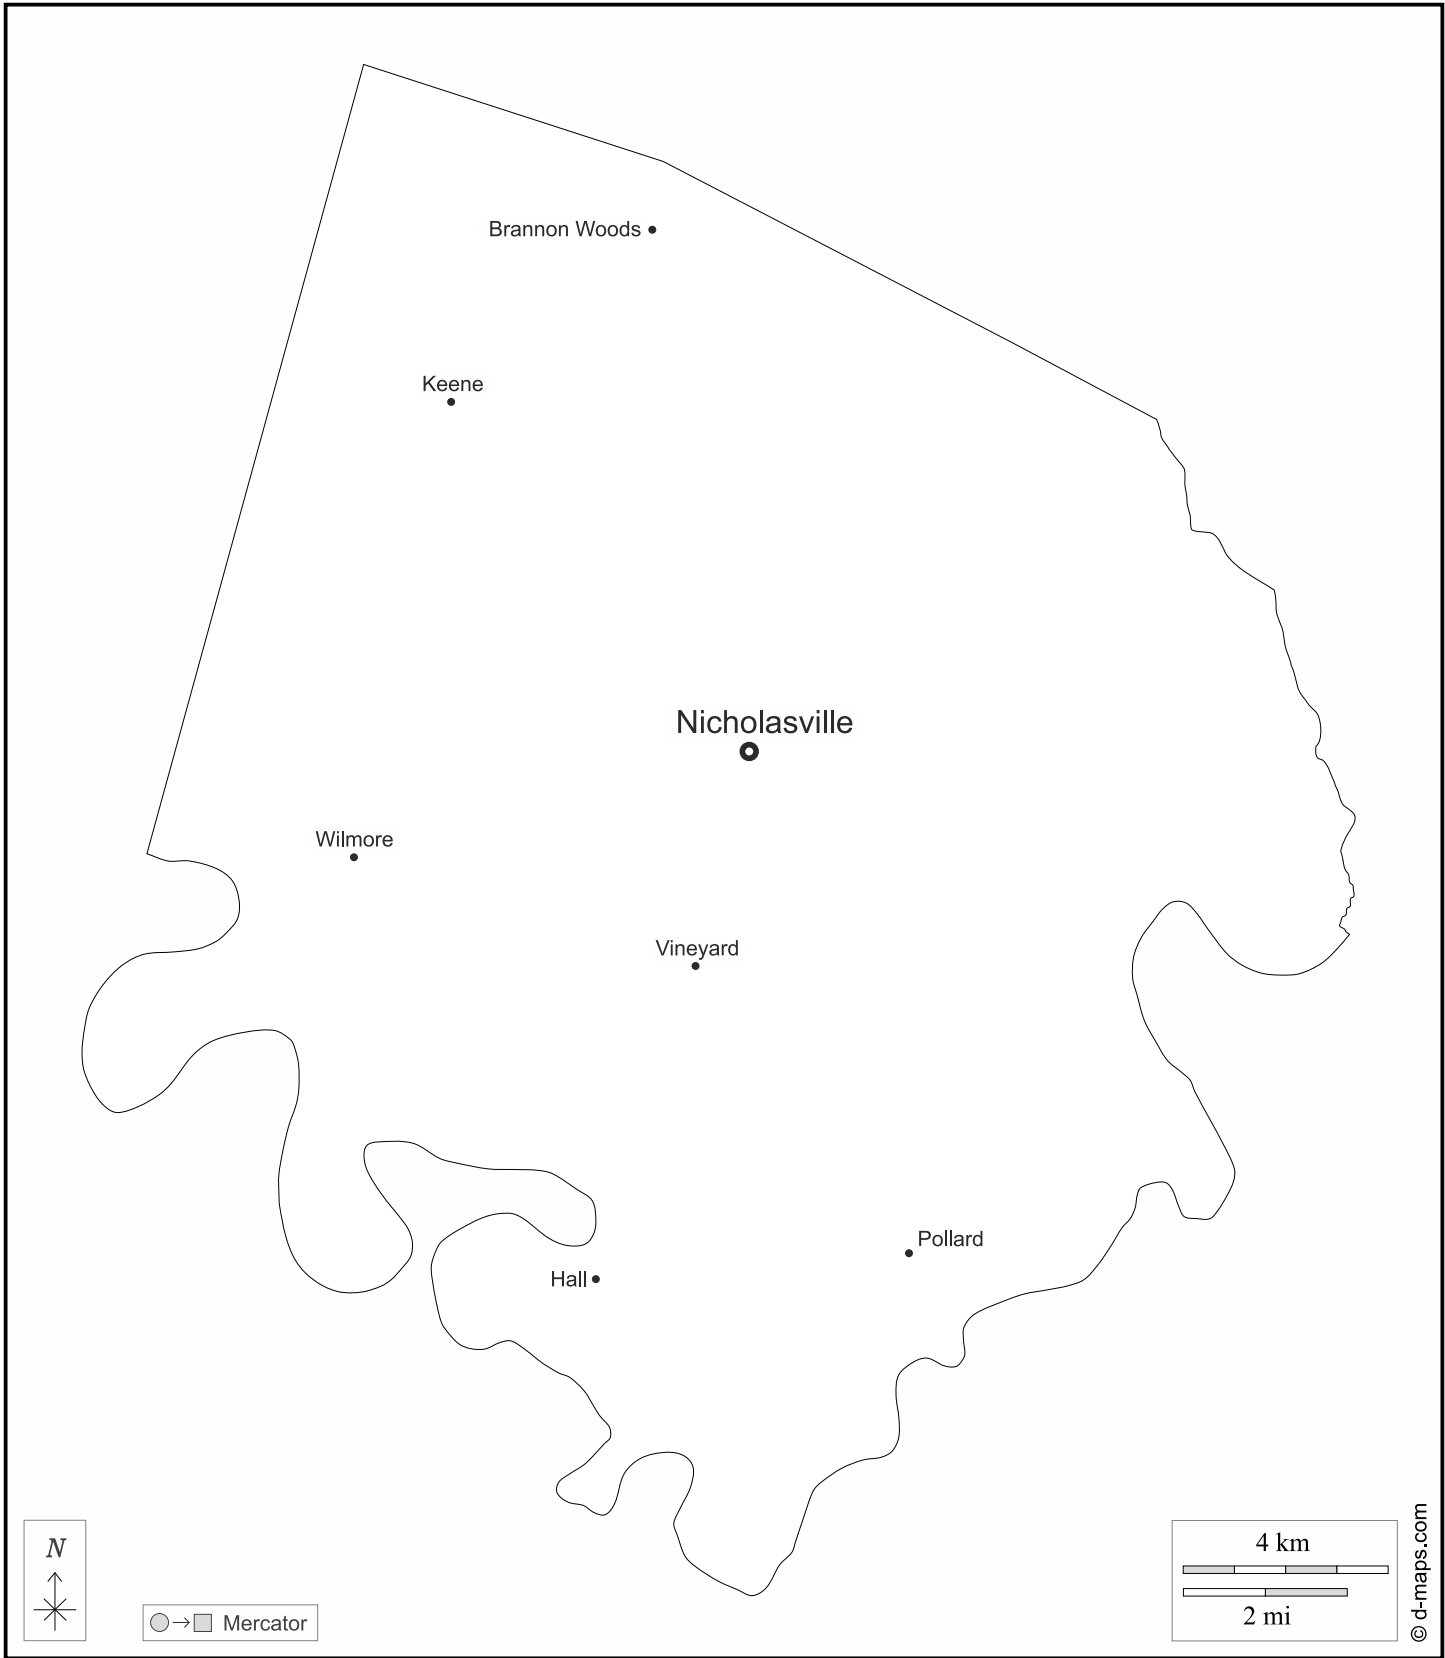 Brannon Woods
Keene
Nicholasville
Wilmore
Vineyard
Pollard
Hall
N
Mercator
4 km
2 mi
© d-maps.com